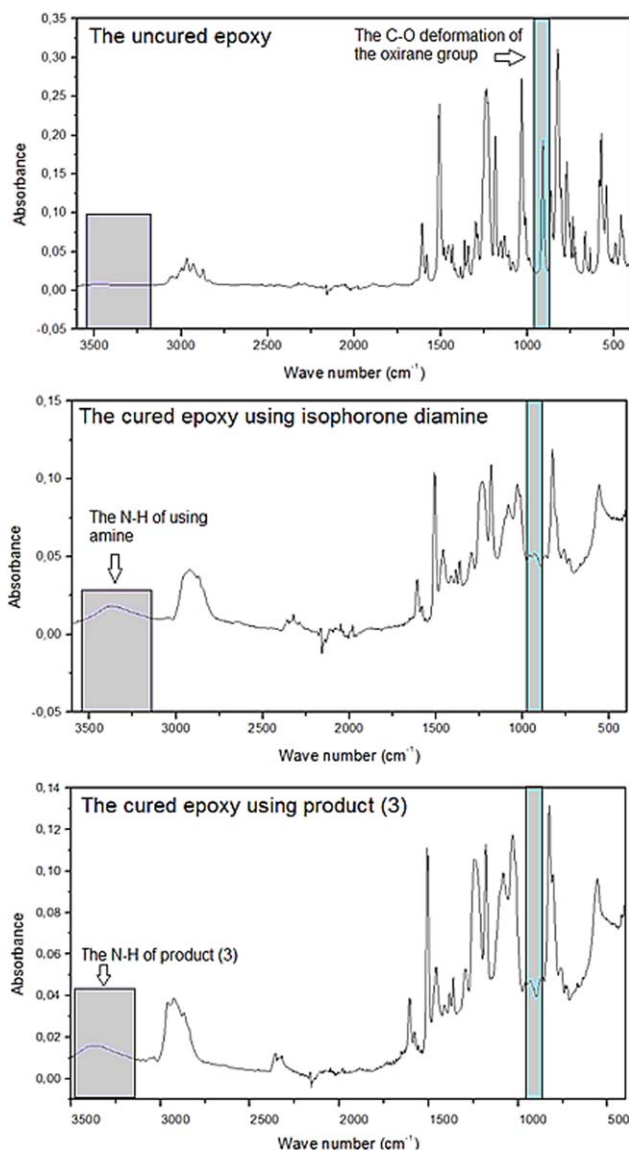 The uncured epoxy
The C-O deformation of
the oxirane group
0,35
0,30
0,25
0,20
0,15
0,10
0,05
0,00
-0,05
Absorbance
3500 3000 2500 2000 1500 1000 500
Wave number (cm⁻¹)
The cured epoxy using isophorone diamine
The N-H of using
amine
0,15
0,10
0,05
0,00
-0,05
Absorbance
3500 3000 2500 2000 1500 1000 500
Wave number (cm⁻¹)
The cured epoxy using product (3)
The N-H of product (3)
0,14
0,12
0,10
0,08
0,06
0,04
0,02
0,00
Absorbance
3500 3000 2500 2000 1500 1000 500
Wave number (cm⁻¹)